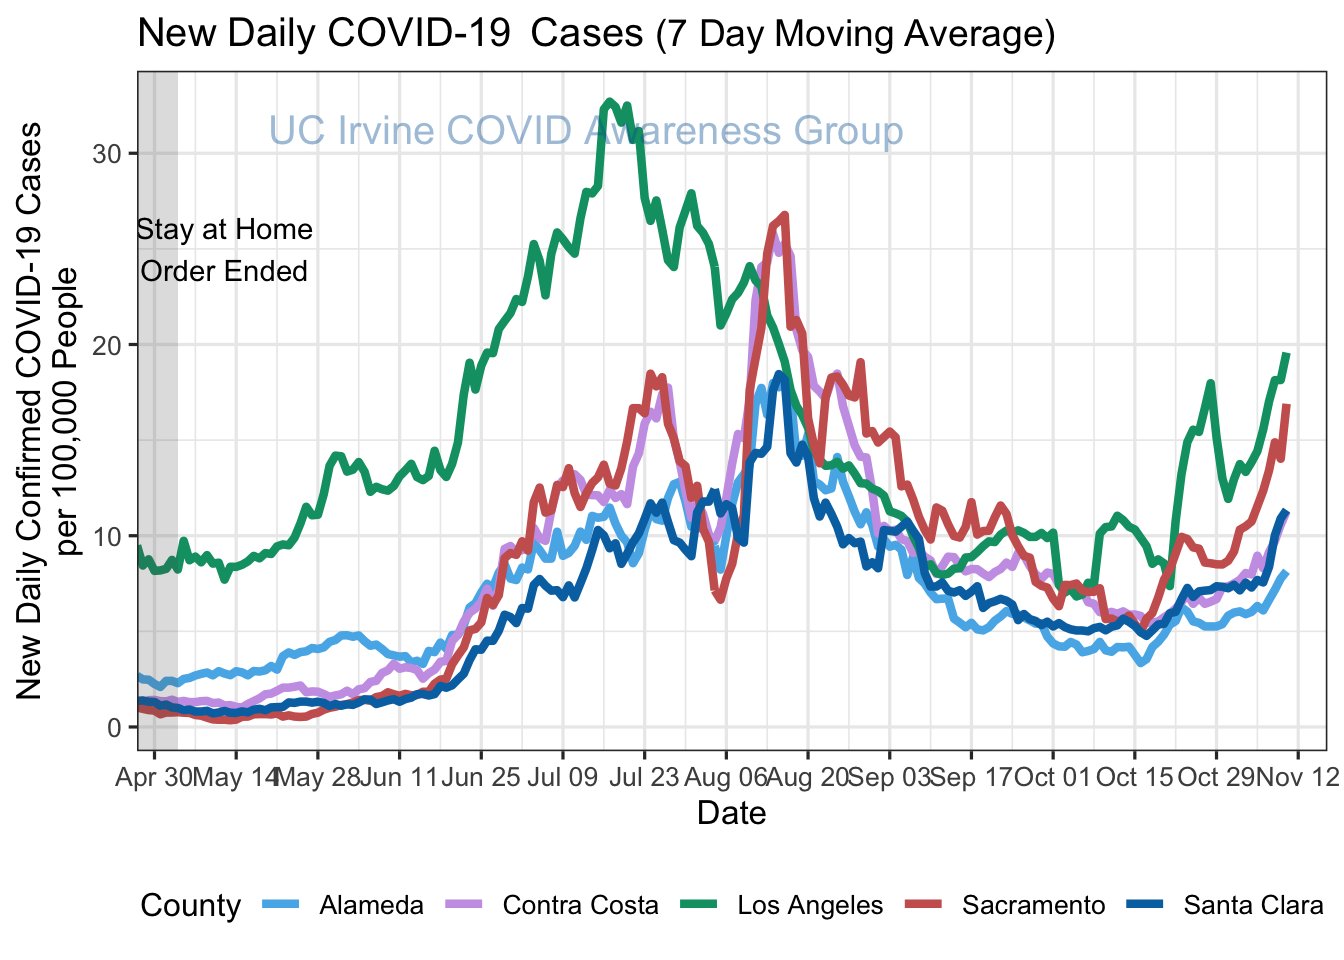 New Daily COVID-19  Cases (7 Day Moving Average)
UC Irvine COVID Awareness Group
New Daily Confirmed COVID-19 Cases
per 100,000 People
30
20
10
0
Stay at Home
Order Ended
Apr 30 May 14 May 28 Jun 11 Jun 25 Jul 09 Jul 23 Aug 06 Aug 20 Sep 03 Sep 17 Oct 01 Oct 15 Oct 29 Nov 12
Date
County Alameda Contra Costa Los Angeles Sacramento Santa Clara